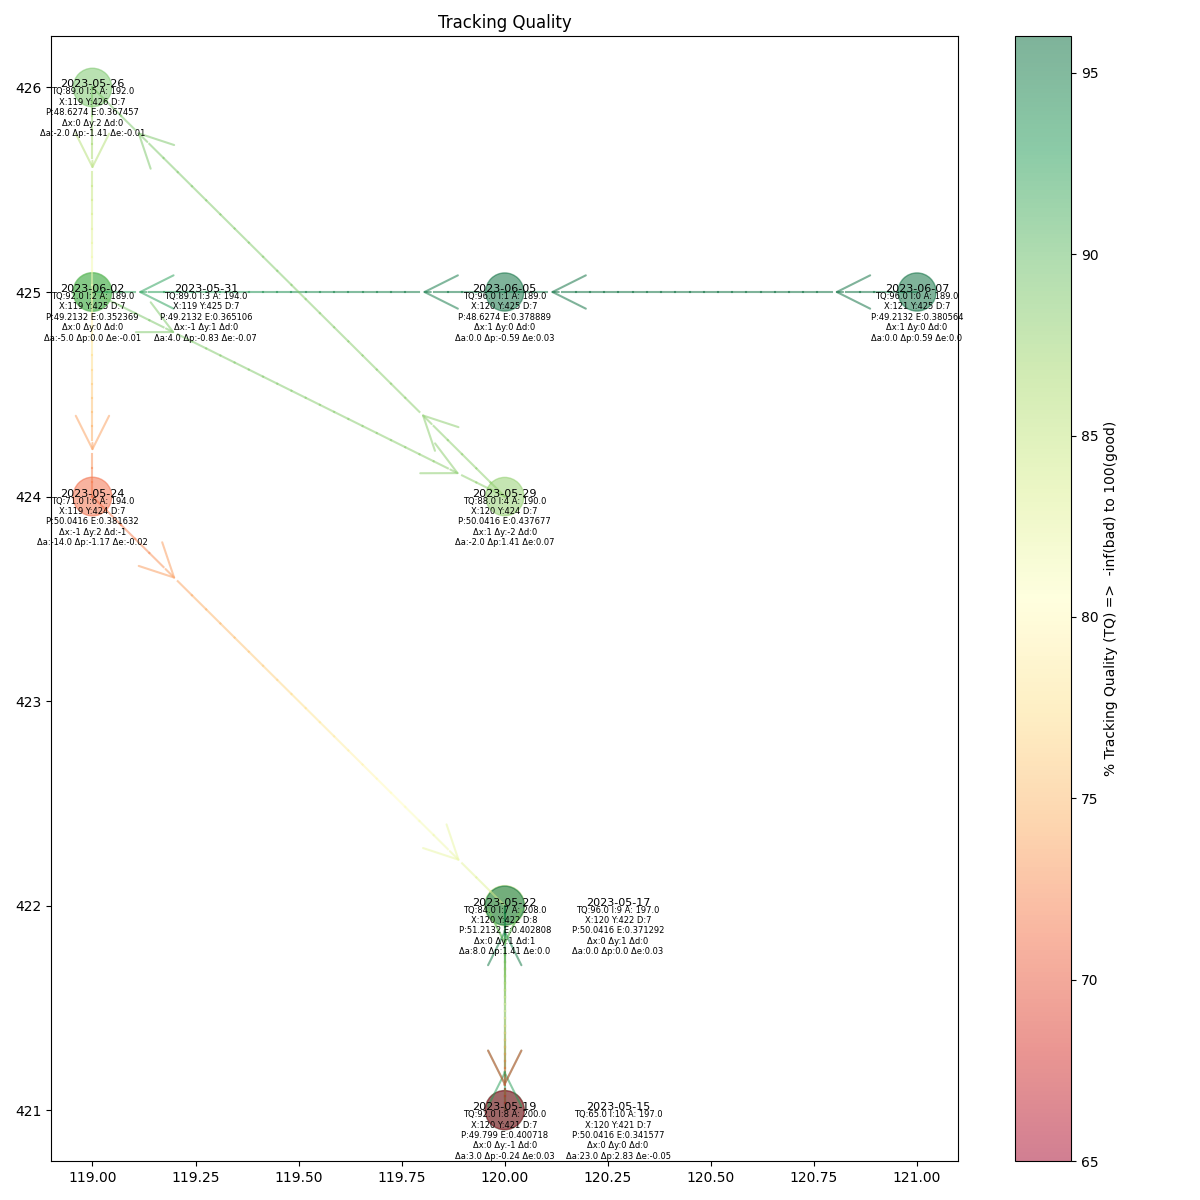 Tracking Quality
426
2023-05-26
TQ:89.0 I:5 A: 192.0
X:119 Y:426 D:7
P:48.6274 E:0.367457
Δx:0 Δy:2 Δd:0
Δa:-2.0 Δp:-1.41 Δe:-0.01
425
2023-06-02
TQ:92.0 I:2 A: 189.0
X:119 Y:425 D:7
P:49.2132 E:0.352369
Δx:0 Δy:0 Δd:0
Δa:-5.0 Δp:0.0 Δe:-0.01
2023-05-31
TQ:89.0 I:3 A: 194.0
X:119 Y:425 D:7
P:49.2132 E:0.365106
Δx:-1 Δy:1 Δd:0
Δa:4.0 Δp:-0.83 Δe:-0.07
2023-06-05
TQ:96.0 I:1 A: 189.0
X:120 Y:425 D:7
P:48.6274 E:0.378889
Δx:1 Δy:0 Δd:0
Δa:0.0 Δp:-0.59 Δe:0.03
2023-06-07
TQ:96.0 I:0 A: 189.0
X:121 Y:425 D:7
P:49.2132 E:0.380564
Δx:1 Δy:0 Δd:0
Δa:0.0 Δp:0.59 Δe:0.0
424
2023-05-24
TQ:71.0 I:6 A: 194.0
X:119 Y:424 D:7
P:50.0416 E:0.381632
Δx:-1 Δy:2 Δd:-1
Δa:-14.0 Δp:-1.17 Δe:-0.02
2023-05-29
TQ:88.0 I:4 A: 190.0
X:120 Y:424 D:7
P:50.0416 E:0.437677
Δx:1 Δy:-2 Δd:0
Δa:-2.0 Δp:1.41 Δe:0.07
423
422
2023-05-22
TQ:84.0 I:7 A: 208.0
X:120 Y:422 D:8
P:51.2132 E:0.402808
Δx:0 Δy:1 Δd:1
Δa:8.0 Δp:1.41 Δe:0.0
2023-05-17
TQ:96.0 I:9 A: 197.0
X:120 Y:422 D:7
P:50.0416 E:0.371292
Δx:0 Δy:1 Δd:0
Δa:0.0 Δp:0.0 Δe:0.03
421
2023-05-19
TQ:92.0 I:8 A: 200.0
X:120 Y:421 D:7
P:49.799 E:0.400718
Δx:0 Δy:-1 Δd:0
Δa:3.0 Δp:-0.24 Δe:0.03
2023-05-15
TQ:65.0 I:10 A: 197.0
X:120 Y:421 D:7
P:50.0416 E:0.341577
Δx:0 Δy:0 Δd:0
Δa:23.0 Δp:2.83 Δe:-0.05
119.00
119.25
119.50
119.75
120.00
120.25
120.50
120.75
121.00
95
90
85
80
75
70
65
% Tracking Quality (TQ) =>  -inf(bad) to 100(good)